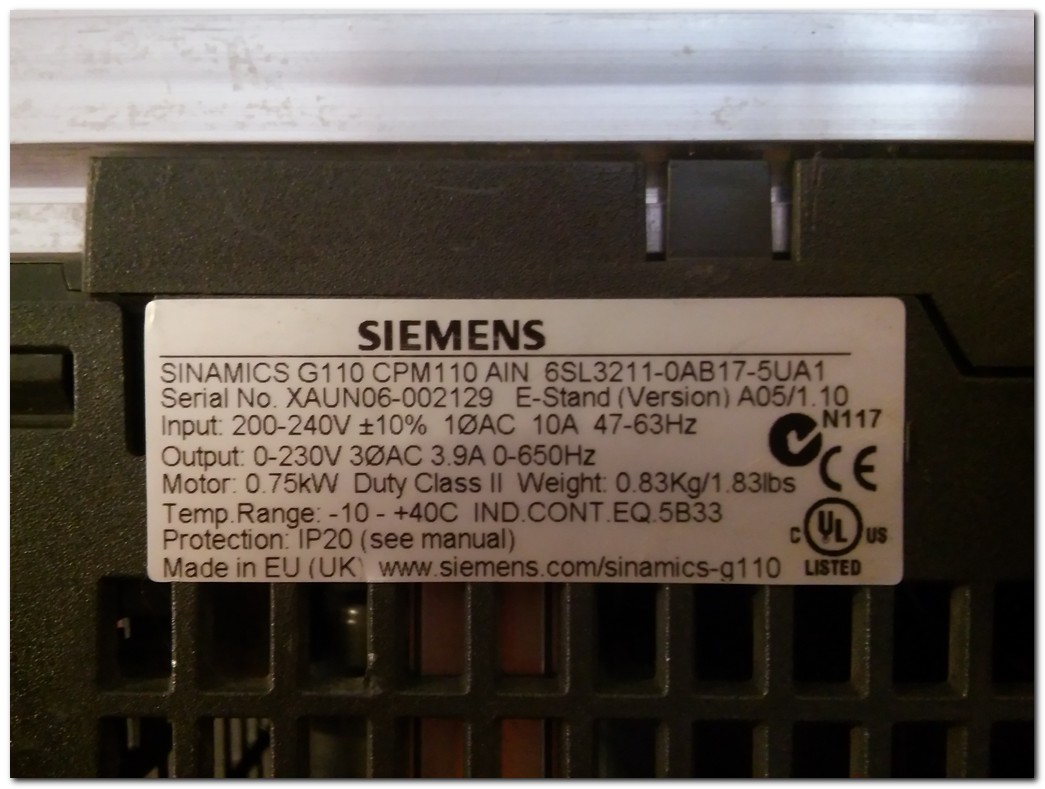 SIEMENS
SINAMICS G110 CPM110 AIN 6SL3211-0AB17-5UA1
Serial No. XAUN06-002129 E-Stand (Version) A05/1.10
Input: 200-240V ±10% 1ØAC 10A 47-63Hz
N117
Output: 0-230V 3ØAC 3.9A 0-650Hz
CE
Motor: 0.75kW Duty Class II Weight: 0.83Kg/1.83lbs
Temp.Range: -10 - +40C IND.CONT.EQ.5B33
C UL US
Protection: IP20 (see manual)
Made in EU (UK) www.siemens.com/sinamics-g110
LISTED